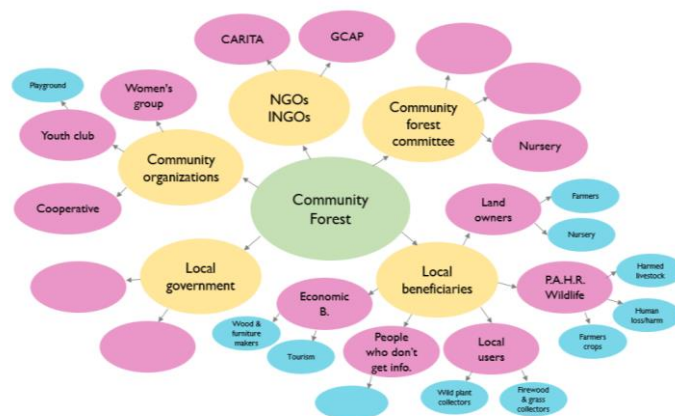 CARITA
GCAP
NGOs
INGOs
Community
forest
committee
Nursery
Playground
Women's
group
Youth club
Community
organizations
Cooperative
Community
Forest
Local
government
Local
beneficiaries
Land
owners
Farmers
Nursery
P.A.H.R.
Wildlife
Harmed
livestock
Human
loss/harm
Farmers
crops
Economic
B.
Wood &
furniture
makers
Tourism
People
who don't
get info.
Local
users
Wild plant
collectors
Firewood
& grass
collectors